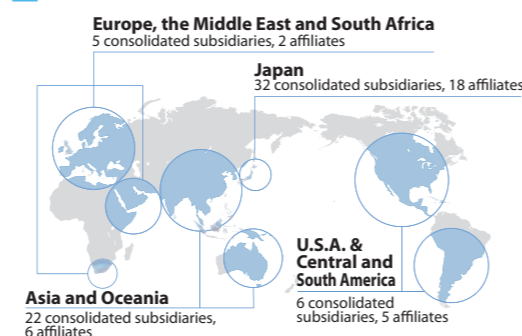 Europe, the Middle East and South Africa
5 consolidated subsidiaries, 2 affiliates
Japan
32 consolidated subsidiaries, 18 affiliates
U.S.A. &
Central and
South America
6 consolidated
subsidiaries, 5 affiliates
Asia and Oceania
22 consolidated subsidiaries,
6 affiliates